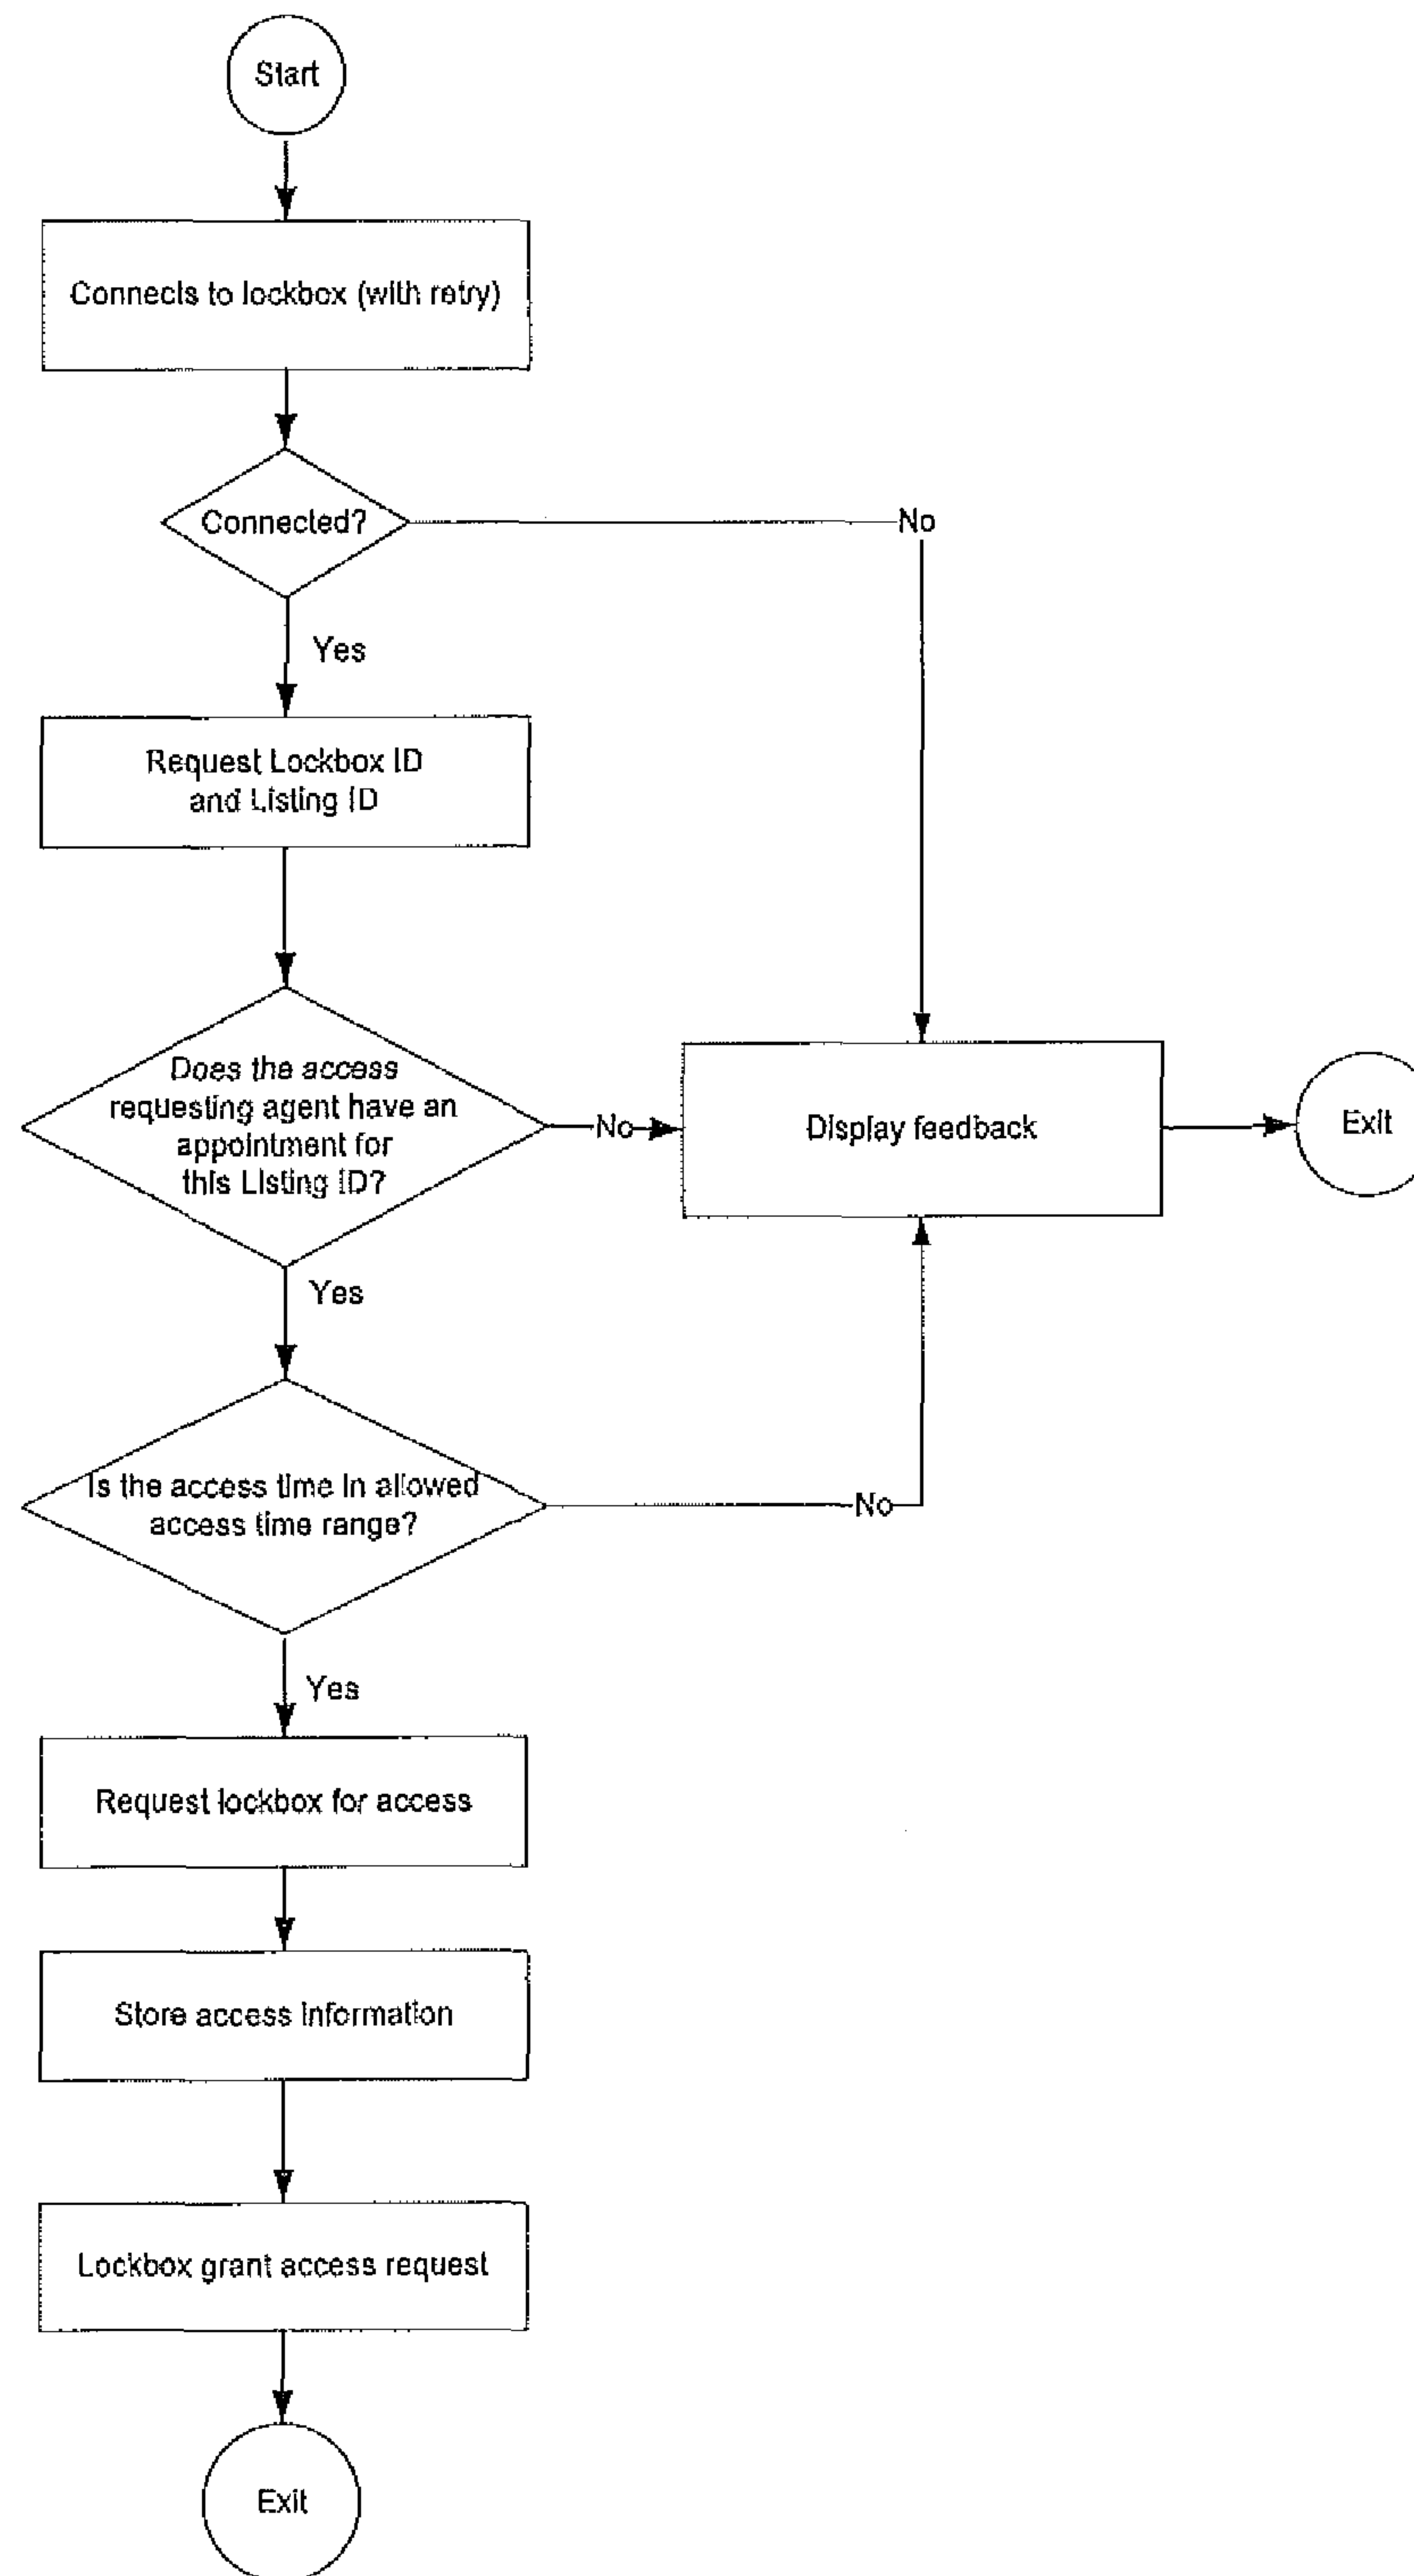 Start
Connects to lockbox (with retry)
Connected?
No
Yes
Request Lockbox ID
and Listing ID
Does the access
requesting agent have an
appointment for
this Listing ID?
No
Display feedback
Exit
Yes
Is the access time in allowed
access time range?
No
Yes
Request lockbox for access
Store access information
Lockbox grant access request
Exit